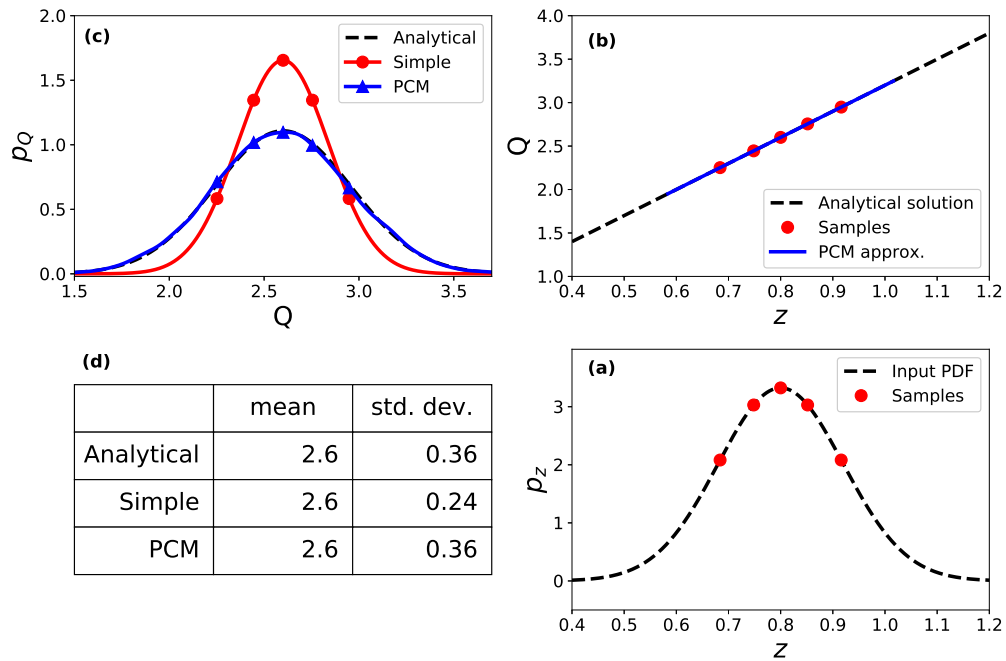 (c)
Analytical
Simple
PCM
2.0
1.5
1.0
0.5
0.0
p_Q
1.5 2.0 2.5 3.0 3.5
Q
(b)
4.0
3.5
3.0
2.5
2.0
1.5
1.0
Q
Analytical solution
Samples
PCM approx.
0.4 0.5 0.6 0.7 0.8 0.9 1.0 1.1 1.2
z
(d)
mean std. dev.
Analytical 2.6 0.36
Simple 2.6 0.24
PCM 2.6 0.36
(a)
Input PDF
Samples
3
2
1
0
p_z
0.4 0.5 0.6 0.7 0.8 0.9 1.0 1.1 1.2
z